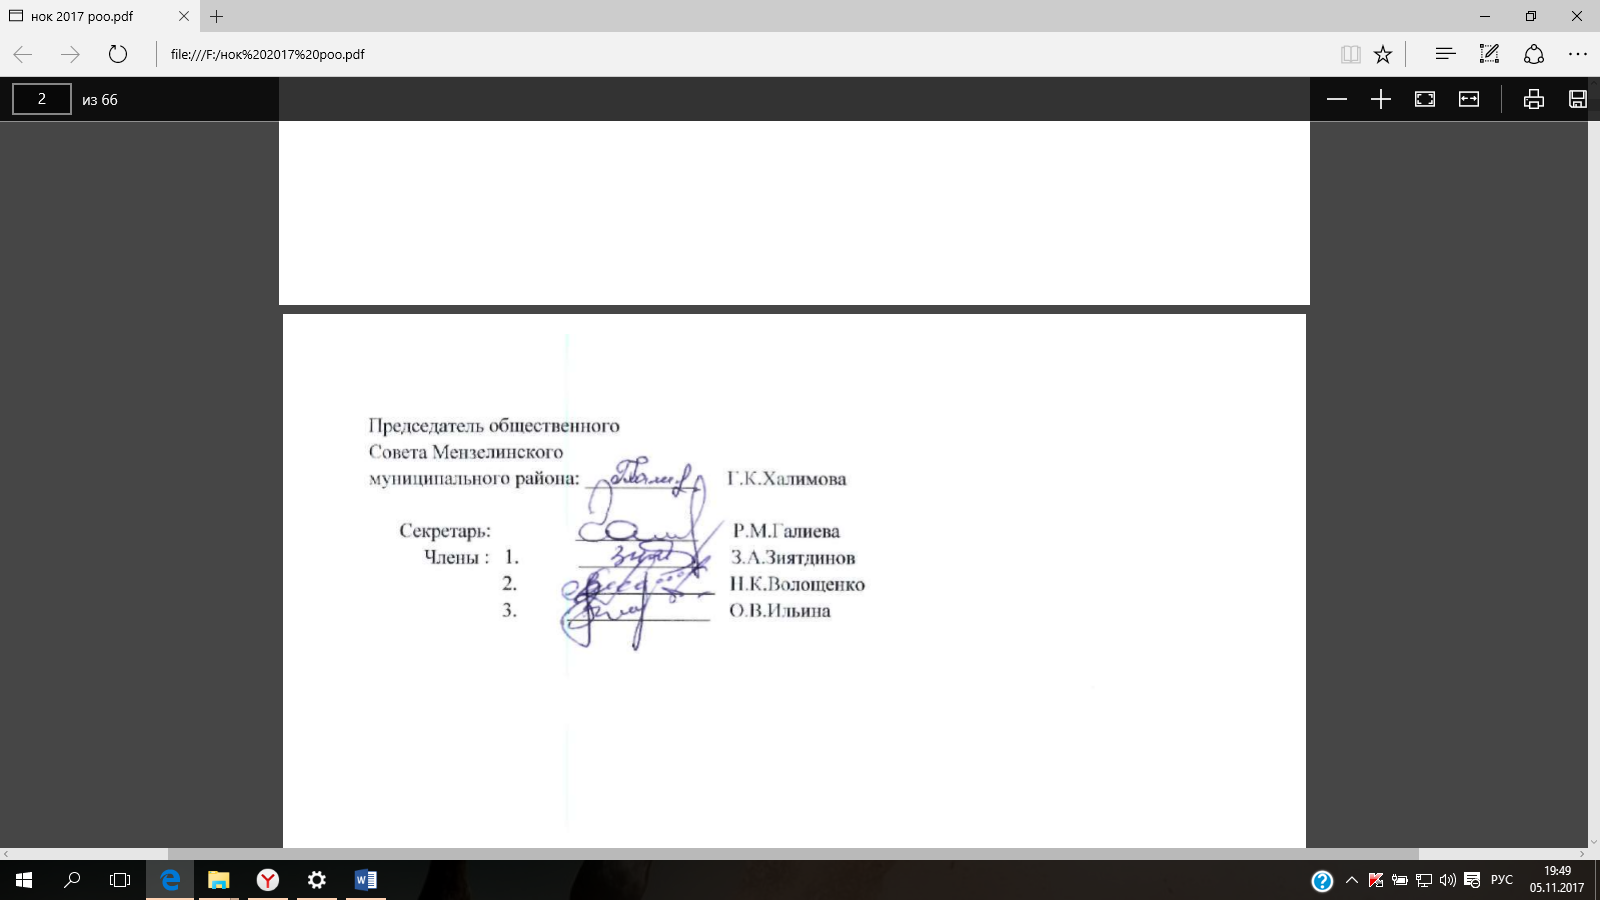 нок 2017 роо.pdf
file:///F:/нок%202017%20роо.pdf
2 из 66
Председатель общественного
Совета Мензелинского
муниципального района: Г.К.Халимова
Секретарь: Р.М.Галиева
Члены : 1. З.А.Зиятдинов
2. Н.К.Волощенко
3. О.В.Ильина
РУС
19:49
05.11.2017